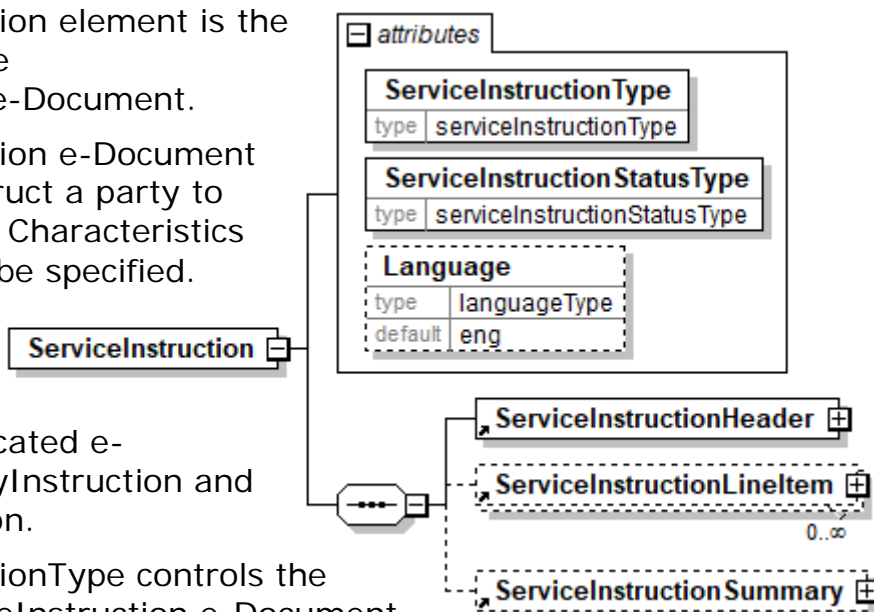 ion element is the
e
e-Document.
ion e-Document
ruct a party to
Characteristics
be specified.
cated e-
yInstruction and
on.
ionType controls the
eInstruction e-Document
attributes
ServiceInstructionType
type serviceInstructionType
ServiceInstructionStatusType
type serviceInstructionStatusType
Language
type languageType
default eng
ServiceInstruction
ServiceInstructionHeader
ServiceInstructionLineItem
0..∞
ServiceInstructionSummary